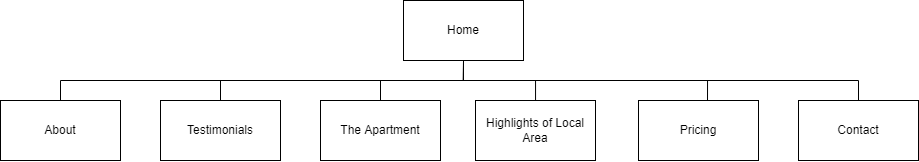 Home
About
Testimonials
The Apartment
Highlights of Local
Area
Pricing
Contact